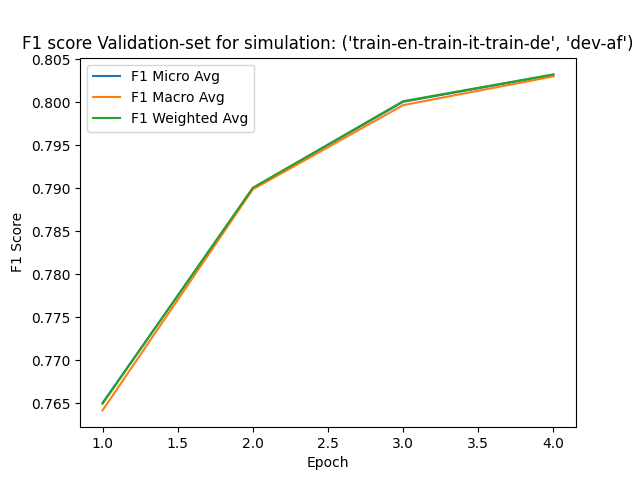 F1 score Validation-set for simulation: ('train-en-train-it-train-de', 'dev-af')
F1 Micro Avg
F1 Macro Avg
F1 Weighted Avg
0.805
0.800
0.795
0.790
0.785
0.780
0.775
0.770
0.765
F1 Score
1.0 1.5 2.0 2.5 3.0 3.5 4.0
Epoch